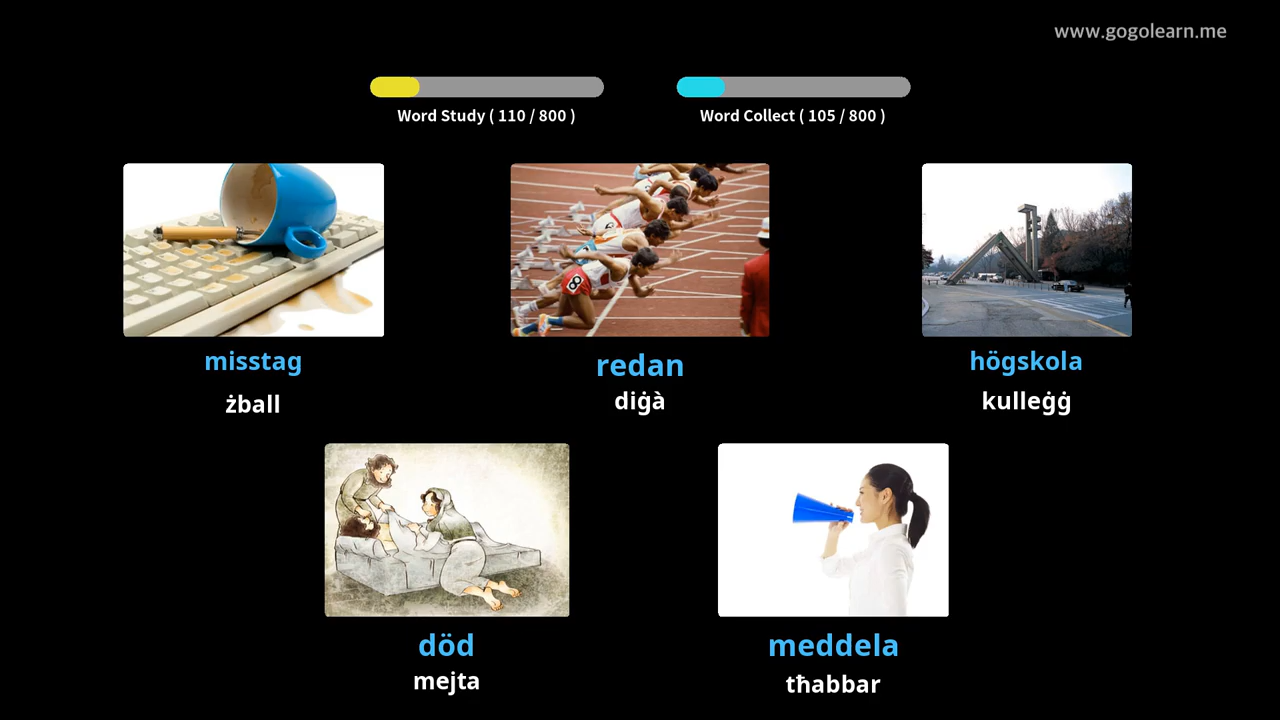 www.gogolearn.me
Word Study ( 110 / 800 )
Word Collect ( 105 / 800 )
misstag
żball
redan
diġà
högskola
kulleġġ
död
mejta
meddela
tħabbar